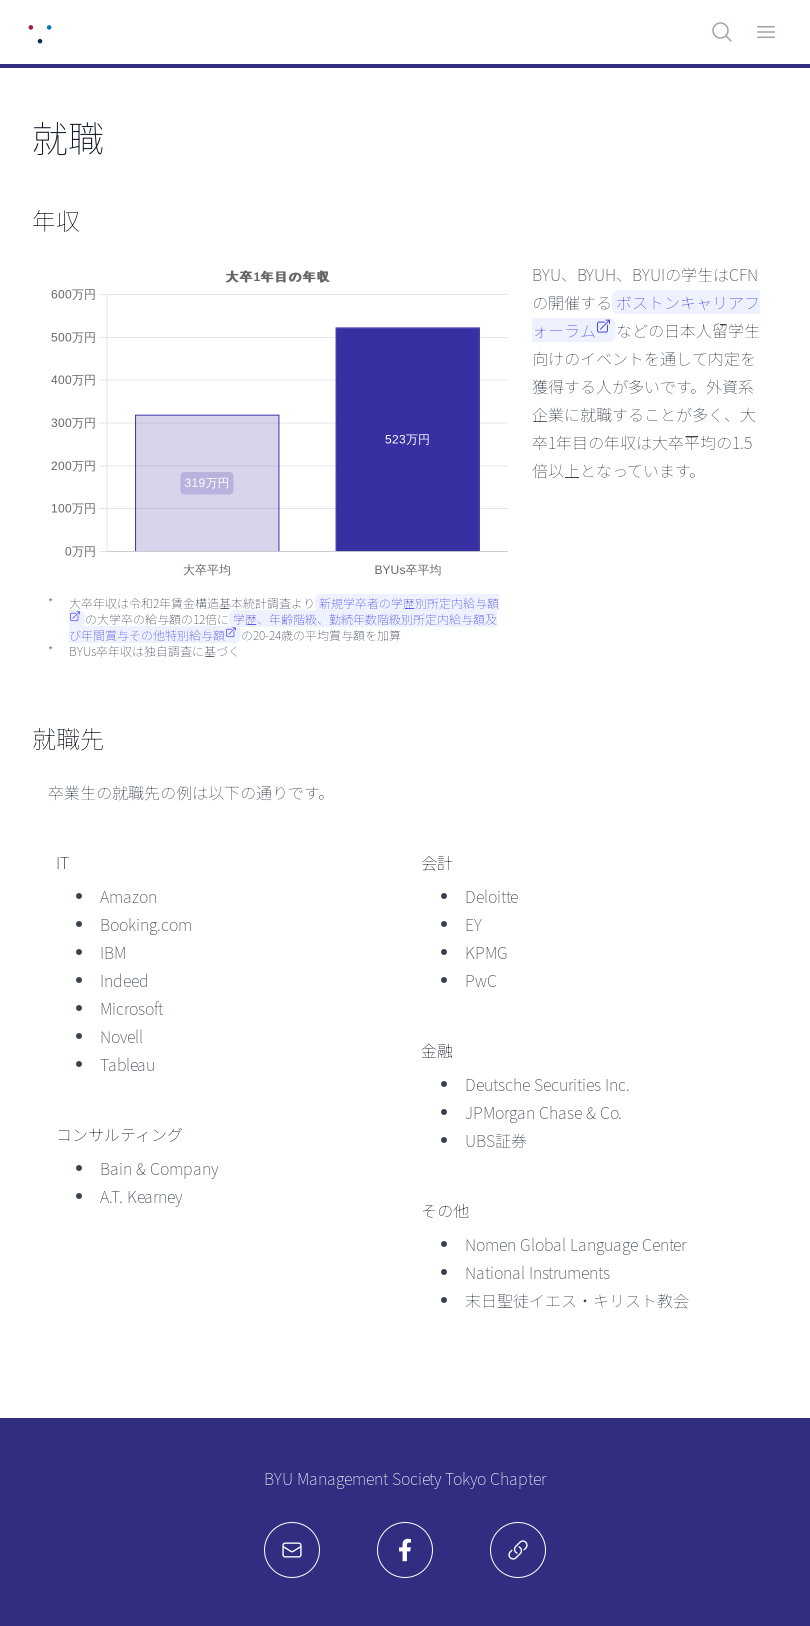 就職
年収
大卒1年目の年収
600万円
500万円
400万円
300万円
200万円
100万円
0万円
319万円
523万円
大卒平均
BYUs卒平均
* 大卒年収は令和2年賃金構造基本統計調査より新規学卒者の学歴別所定内給与額
の大学卒の給与額の12倍に学歴、年齢階級、勤続年数階級別所定内給与額及
び年間賞与その他特別給与額の20-24歳の平均賞与額を加算
* BYUs卒年収は独自調査に基づく
BYU、BYUH、BYUIの学生はCFN
の開催するボストンキャリアフ
ォーラムなどの日本人留学生
向けのイベントを通して内定を
獲得する人が多いです。外資系
企業に就職することが多く、大
卒1年目の年収は大卒平均の1.5
倍以上となっています。
就職先
卒業生の就職先の例は以下の通りです。
IT
Amazon
Booking.com
IBM
Indeed
Microsoft
Novell
Tableau
コンサルティング
Bain & Company
A.T. Kearney
会計
Deloitte
EY
KPMG
PwC
金融
Deutsche Securities Inc.
JPMorgan Chase & Co.
UBS証券
その他
Nomen Global Language Center
National Instruments
末日聖徒イエス・キリスト教会
BYU Management Society Tokyo Chapter